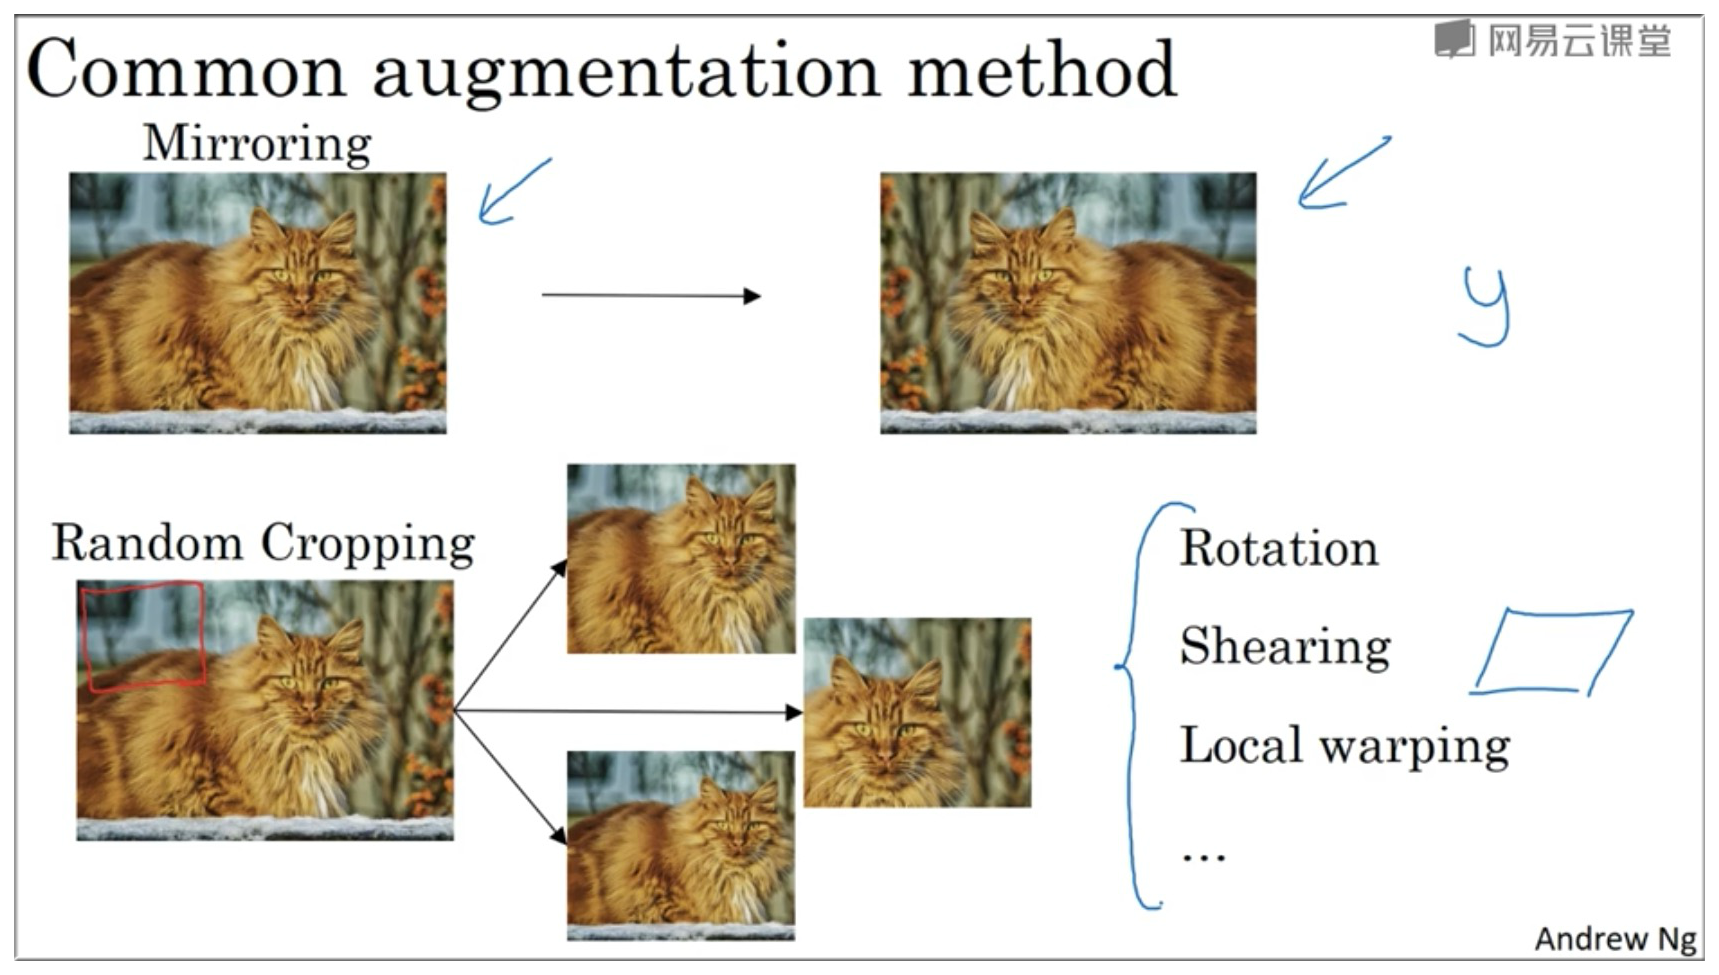 网易云课堂
Common augmentation method
Mirroring
y
Random Cropping
Rotation
Shearing
Local warping
...
Andrew Ng